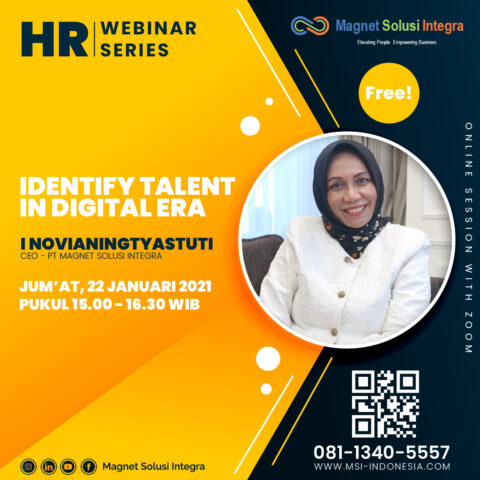 HR WEBINAR
SERIES
Magnet Solusi Integra
Elevating People. Empowering Business
Free!
ONLINE SESSION WITH ZOOM
IDENTIFY TALENT
IN DIGITAL ERA
I NOVIANINGTYASTUTI
CEO - PT MAGNET SOLUSI INTEGRA
JUM'AT, 22 JANUARI 2021
PUKUL 15.00 - 16.30 WIB
081-1340-5557
WWW.MSI-INDONESIA.COM
Magnet Solusi Integra